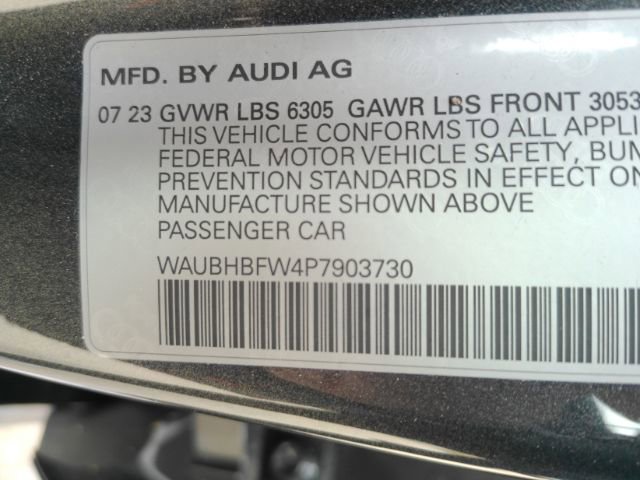 MFD. BY AUDI AG
07 23 GVWR LBS 6305 GAWR LBS FRONT 3053
THIS VEHICLE CONFORMS TO ALL APPLI
FEDERAL MOTOR VEHICLE SAFETY, BUM
PREVENTION STANDARDS IN EFFECT ON
MANUFACTURE SHOWN ABOVE
PASSENGER CAR
WAUBHBFW4P7903730